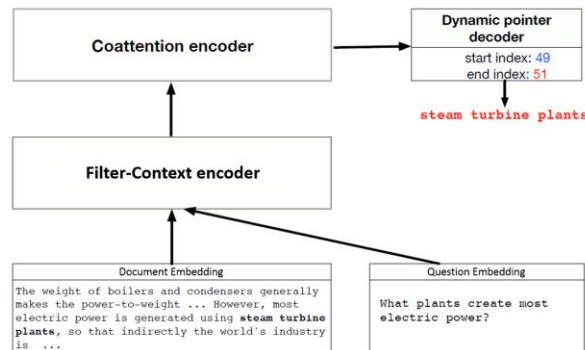 Coattention encoder
Dynamic pointer
decoder
start index: 49
end index: 51
steam turbine plants
Filter-Context encoder
Document Embedding
The weight of boilers and condensers generally
makes the power-to-weight ... However, most
electric power is generated using steam turbine
plants, so that indirectly the world's industry
is ...
Question Embedding
What plants create most
electric power?